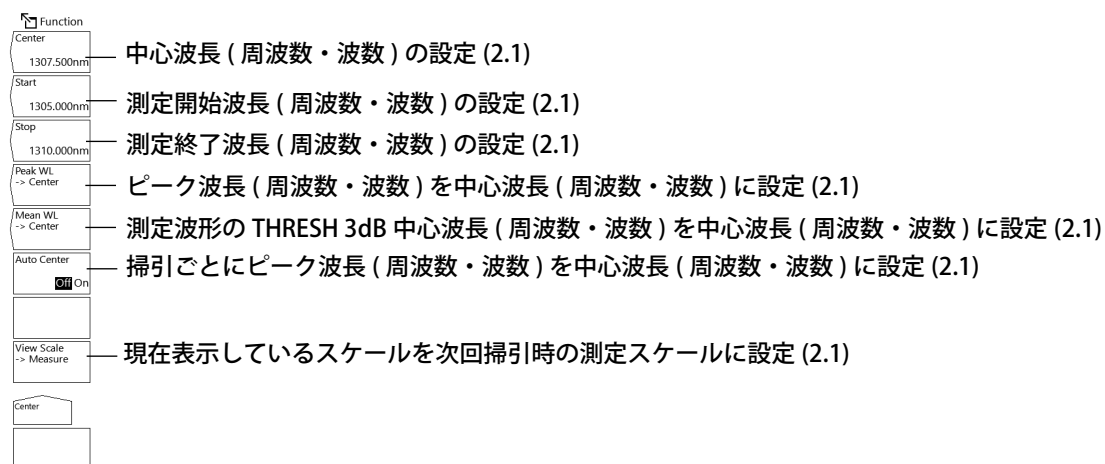 Function
Center
1307.500nm
中心波長 ( 周波数・波数 ) の設定 (2.1)
Start
1305.000nm
測定開始波長 ( 周波数・波数 ) の設定 (2.1)
Stop
1310.000nm
測定終了波長 ( 周波数・波数 ) の設定 (2.1)
Peak WL
-> Center
ピーク波長 ( 周波数・波数 ) を中心波長 ( 周波数・波数 ) に設定 (2.1)
Mean WL
-> Center
測定波形の THRESH 3dB 中心波長 ( 周波数・波数 ) を中心波長 ( 周波数・波数 ) に設定 (2.1)
Auto Center
Off On
掃引ごとにピーク波長 ( 周波数・波数 ) を中心波長 ( 周波数・波数 ) に設定 (2.1)
View Scale
-> Measure
現在表示しているスケールを次回掃引時の測定スケールに設定 (2.1)
Center